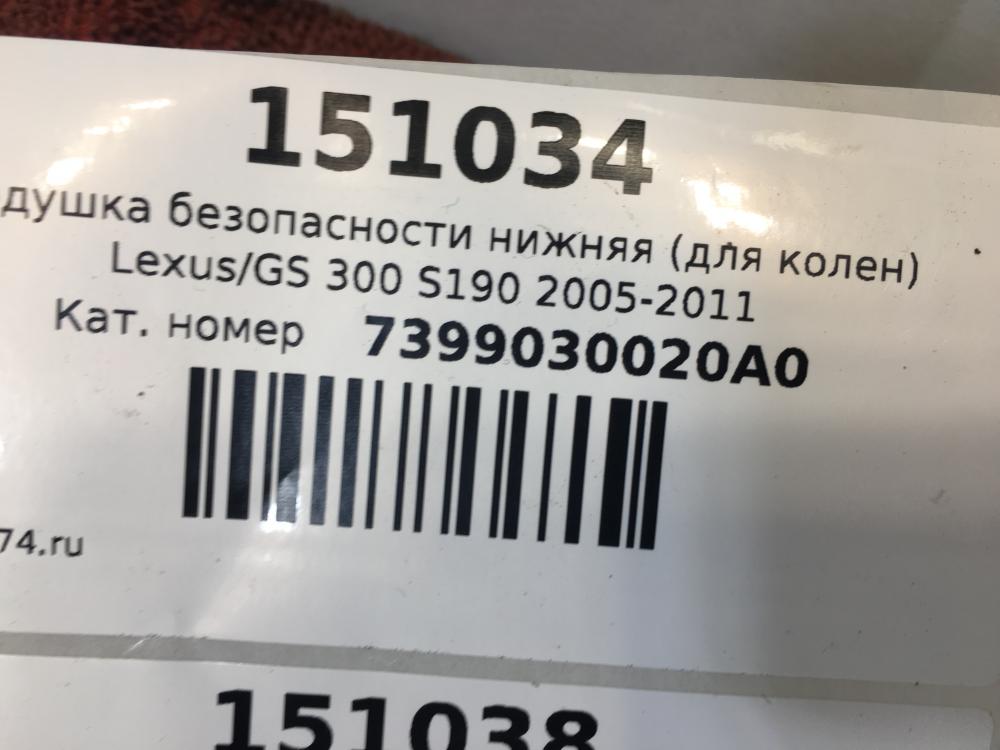 151034
душка безопасности нижняя (для колен)
Lexus/GS 300 S190 2005-2011
Кат. номер 7399030020A0
74.ru
151038